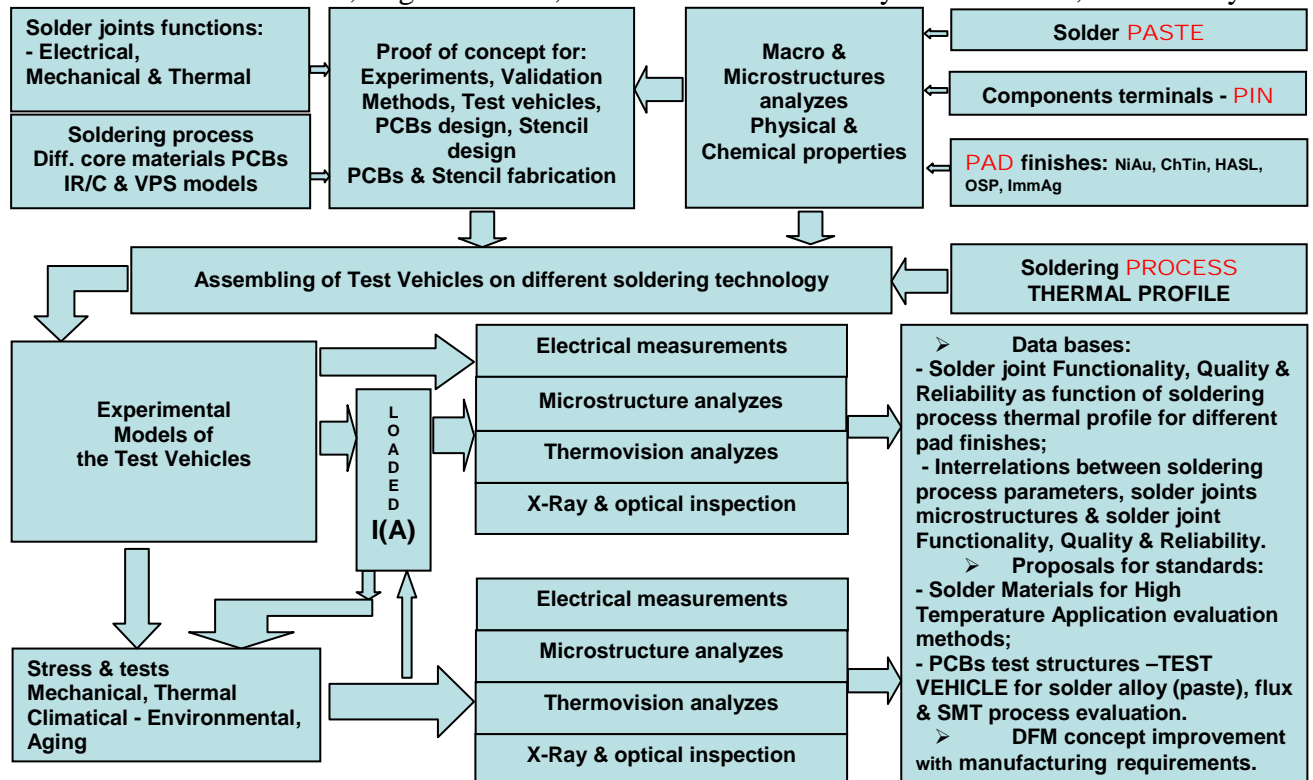 Solder joints functions:
- Electrical,
Mechanical & Thermal
Soldering process
Diff. core materials PCBs
IR/C & VPS models
Proof of concept for:
Experiments, Validation
Methods, Test vehicles,
PCBs design, Stencil
design
PCBs & Stencil fabrication
Macro &
Microstructures
analyzes
Physical &
Chemical properties
Solder PASTE
Components terminals - PIN
PAD finishes: NiAu, ChTin, HASL,
OSP, ImmAg
Assembling of Test Vehicles on different soldering technology
Soldering PROCESS
THERMAL PROFILE
Experimental
Models of
the Test Vehicles
L
O
A
D
E
D
I(A)
Electrical measurements
Microstructure analyzes
Thermovision analyzes
X-Ray & optical inspection
Stress & tests
Mechanical, Thermal
Climatical - Environmental,
Aging
Electrical measurements
Microstructure analyzes
Thermovision analyzes
X-Ray & optical inspection
➢ Data bases:
- Solder joint Functionality, Quality &
Reliability as function of soldering
process thermal profile for different
pad finishes;
- Interrelations between soldering
process parameters, solder joints
microstructures & solder joint
Functionality, Quality & Reliability.
➢ Proposals for standards:
- Solder Materials for High
Temperature Application evaluation
methods;
- PCBs test structures –TEST
VEHICLE for solder alloy (paste), flux
& SMT process evaluation.
➢ DFM concept improvement
with manufacturing requirements.